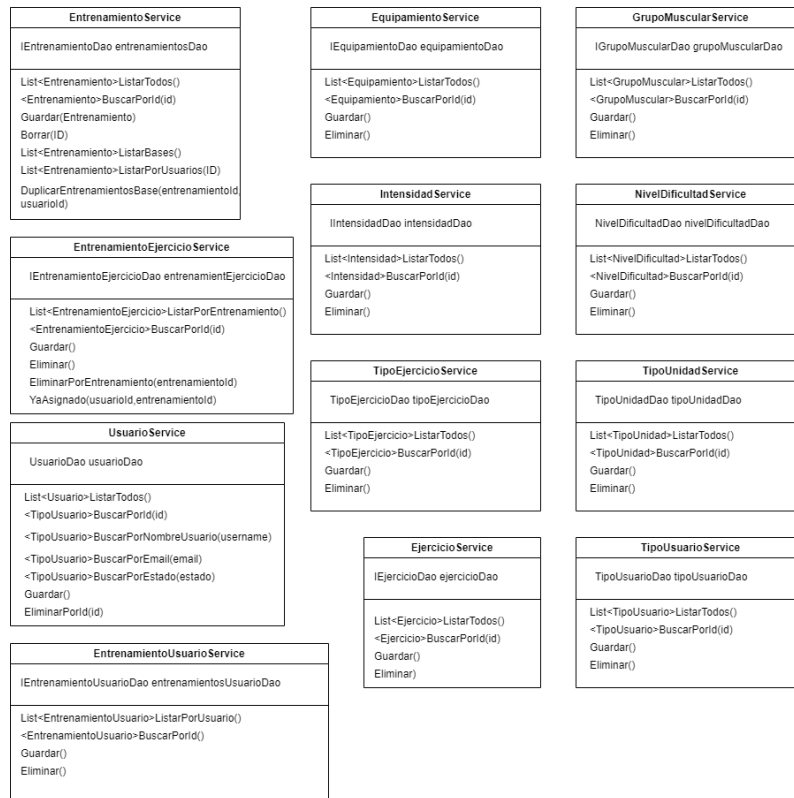 EntrenamientoService
IEntrenamientoDao entrenamientosDao
List<Entrenamiento>ListarTodos()
<Entrenamiento>BuscarPorId(id)
Guardar(Entrenamiento)
Borrar(ID)
List<Entrenamiento>ListarBases()
List<Entrenamiento>ListarPorUsuarios(ID)
DuplicarEntrenamientosBase(entrenamientoId,
usuarioId)
EquipamientoService
IEquipamientoDao equipamientoDao
List<Equipamiento>ListarTodos()
<Equipamiento>BuscarPorId(id)
Guardar()
Eliminar()
GrupoMuscularService
IGrupoMuscularDao grupoMuscularDao
List<GrupoMuscular>ListarTodos()
<GrupoMuscular>BuscarPorId(id)
Guardar()
Eliminar()
IntensidadService
IIntensidadDao intensidadDao
List<Intensidad>ListarTodos()
<Intensidad>BuscarPorId(id)
Guardar()
Eliminar()
NivelDificultadService
NivelDificultadDao nivelDificultadDao
List<NivelDificultad>ListarTodos()
<NivelDificultad>BuscarPorId(id)
Guardar()
Eliminar()
EntrenamientoEjercicioService
IEntrenamientoEjercicioDao entrenamientEjercicioDao
List<EntrenamientoEjercicio>ListarPorEntrenamiento()
<EntrenamientoEjercicio>BuscarPorId(id)
Guardar()
Eliminar()
EliminarPorEntrenamiento(entrenamientoId)
YaAsignado(usuarioId,entrenamientoId)
TipoEjercicioService
TipoEjercicioDao tipoEjercicioDao
List<TipoEjercicio>ListarTodos()
<TipoEjercicio>BuscarPorId(id)
Guardar()
Eliminar()
TipoUnidadService
TipoUnidadDao tipoUnidadDao
List<TipoUnidad>ListarTodos()
<TipoUnidad>BuscarPorId(id)
Guardar()
Eliminar()
UsuarioService
UsuarioDao usuarioDao
List<Usuario>ListarTodos()
<TipoUsuario>BuscarPorId(id)
<TipoUsuario>BuscarPorNombreUsuario(username)
<TipoUsuario>BuscarPorEmail(email)
<TipoUsuario>BuscarPorEstado(estado)
Guardar()
EliminarPorId(id)
EjercicioService
IEjercicioDao ejercicioDao
List<Ejercicio>ListarTodos()
<Ejercicio>BuscarPorId(id)
Guardar()
Eliminar)
TipoUsuarioService
TipoUsuarioDao tipoUsuarioDao
List<TipoUsuario>ListarTodos()
<TipoUsuario>BuscarPorId(id)
Guardar()
Eliminar()
EntrenamientoUsuarioService
IEntrenamientoUsuarioDao entrenamientosUsuarioDao
List<EntrenamientoUsuario>ListarPorUsuario()
<EntrenamientoUsuario>BuscarPorId()
Guardar()
Eliminar()